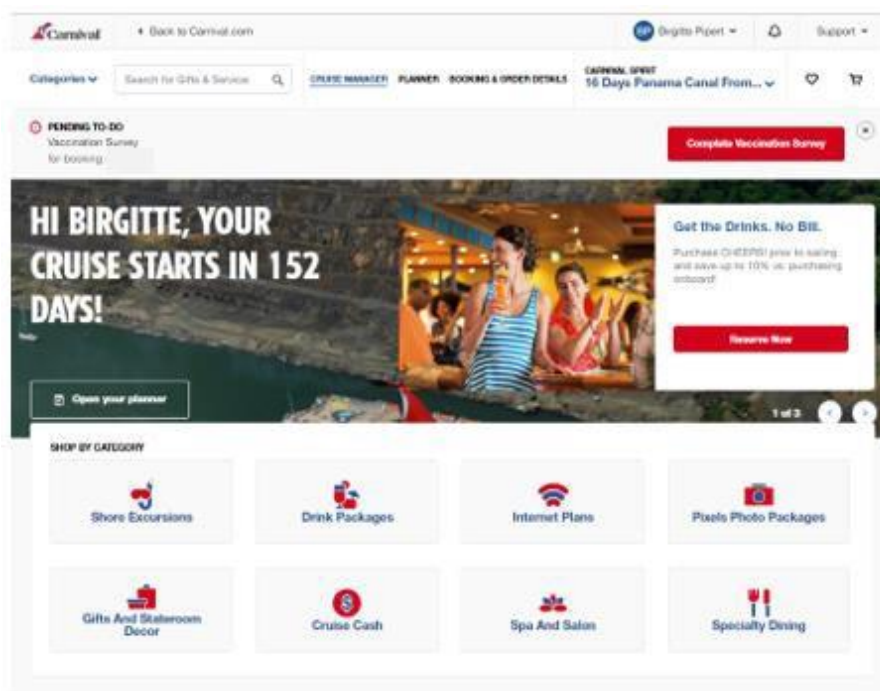 Carnival
Back to Carnival.com
BP Birgitte Pipert
Support
Categories
Search for Gifts & Services
CRUISE MANAGER
PLANNER
BOOKING & ORDER DETAILS
CARNIVAL SPIRIT
16 Days Panama Canal From...
PENDING TO-DO
Vaccination Survey
for booking
Complete Vaccination Survey
HI BIRGITTE, YOUR
CRUISE STARTS IN 152
DAYS!
Open your planner
Get the Drinks. No Bill.
Purchase CHEERS! prior to sailing
and save up to 10% vs. purchasing
onboard!
Reserve Now
1 of 3
SHOP BY CATEGORY
Shore Excursions
Drink Packages
Internet Plans
Pixels Photo Packages
Gifts And Stateroom
Decor
Cruise Cash
Spa And Salon
Specialty Dining